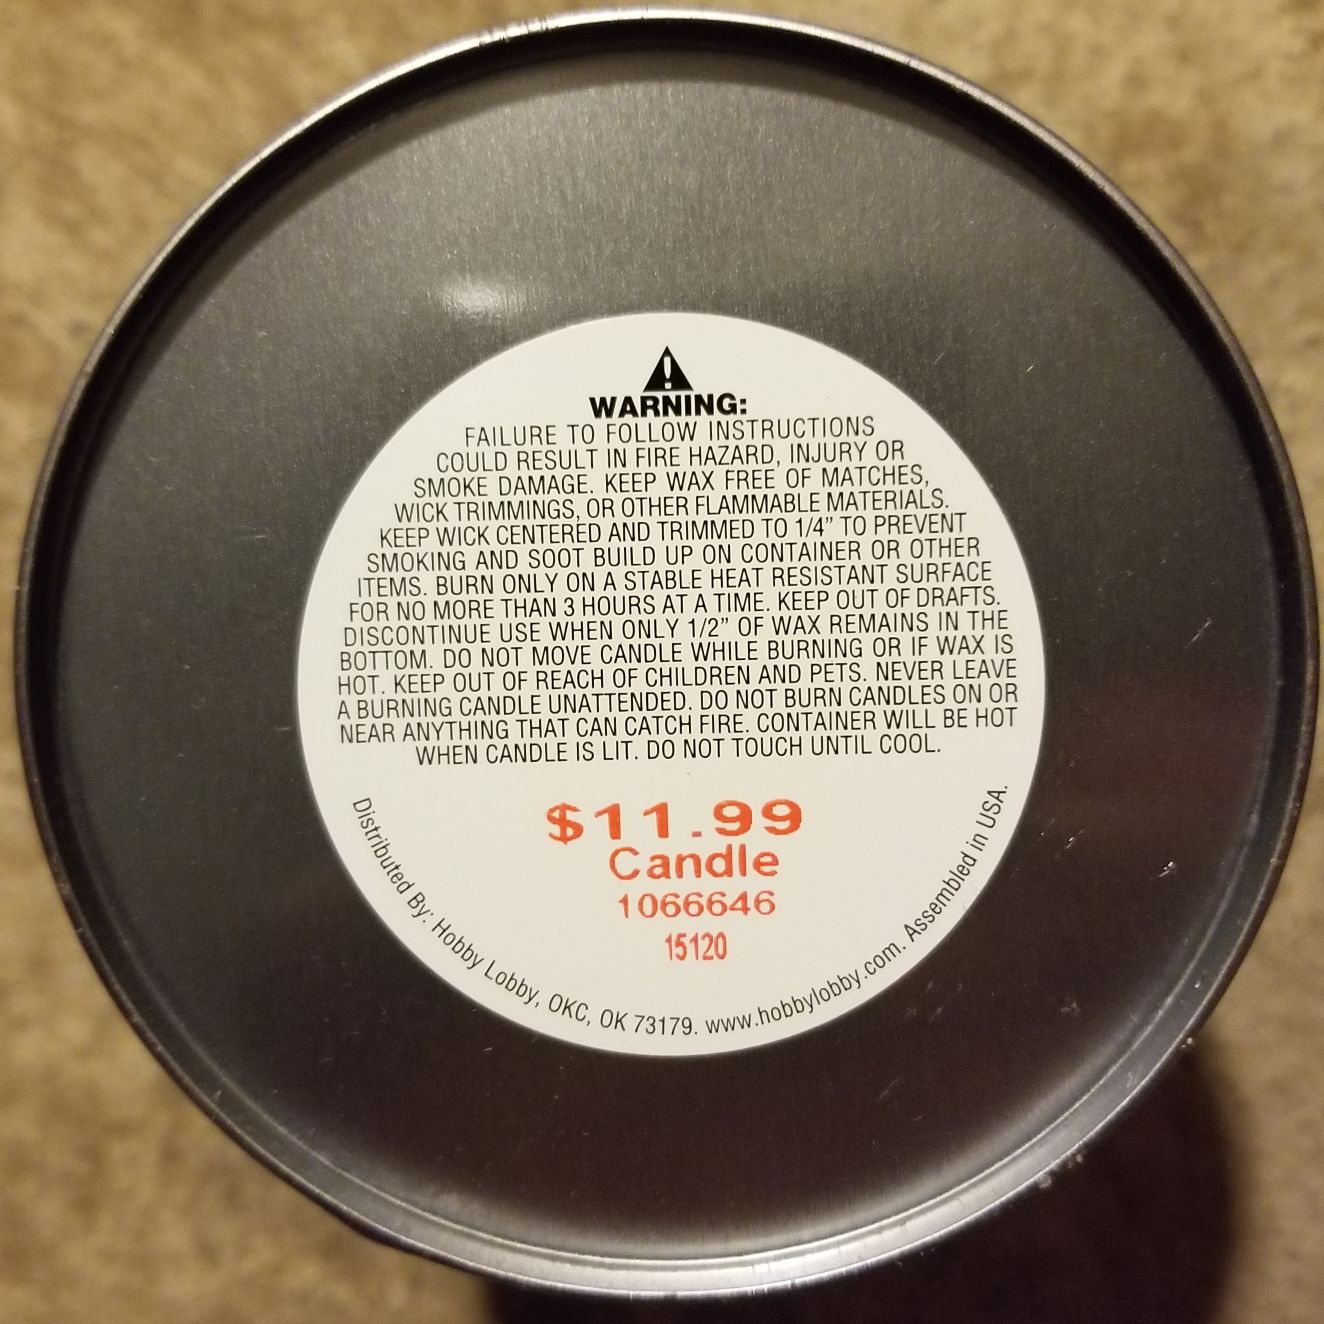 WARNING:
FAILURE TO FOLLOW INSTRUCTIONS
COULD RESULT IN FIRE HAZARD, INJURY OR
SMOKE DAMAGE. KEEP WAX FREE OF MATCHES,
WICK TRIMMINGS, OR OTHER FLAMMABLE MATERIALS.
KEEP WICK CENTERED AND TRIMMED TO 1/4” TO PREVENT
SMOKING AND SOOT BUILD UP ON CONTAINER OR OTHER
ITEMS. BURN ONLY ON A STABLE HEAT RESISTANT SURFACE
FOR NO MORE THAN 3 HOURS AT A TIME. KEEP OUT OF DRAFTS.
DISCONTINUE USE WHEN ONLY 1/2” OF WAX REMAINS IN THE
BOTTOM. DO NOT MOVE CANDLE WHILE BURNING OR IF WAX IS
HOT. KEEP OUT OF REACH OF CHILDREN AND PETS. NEVER LEAVE
A BURNING CANDLE UNATTENDED. DO NOT BURN CANDLES ON OR
NEAR ANYTHING THAT CAN CATCH FIRE. CONTAINER WILL BE HOT
WHEN CANDLE IS LIT. DO NOT TOUCH UNTIL COOL.
$11.99
Candle
1066646
15120
Distributed By: Hobby Lobby, OKC, OK 73179. www.hobbylobby.com. Assembled in USA.